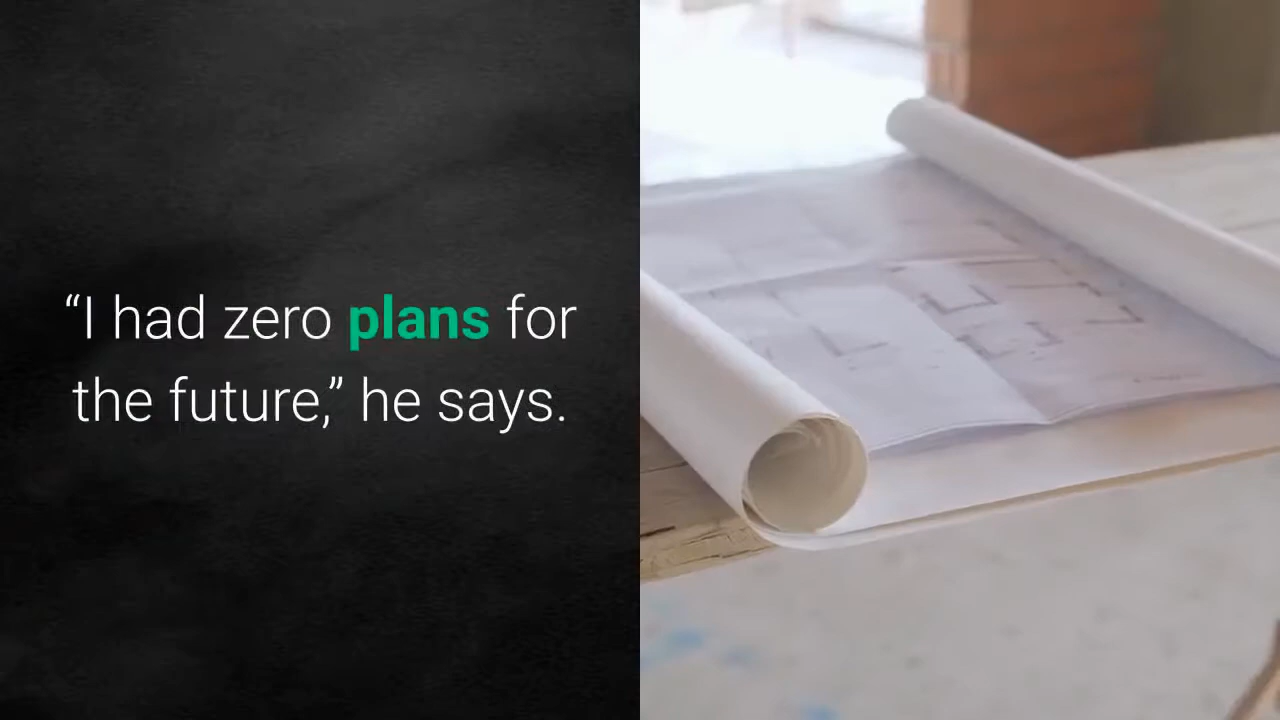 “I had zero plans for
the future,” he says.